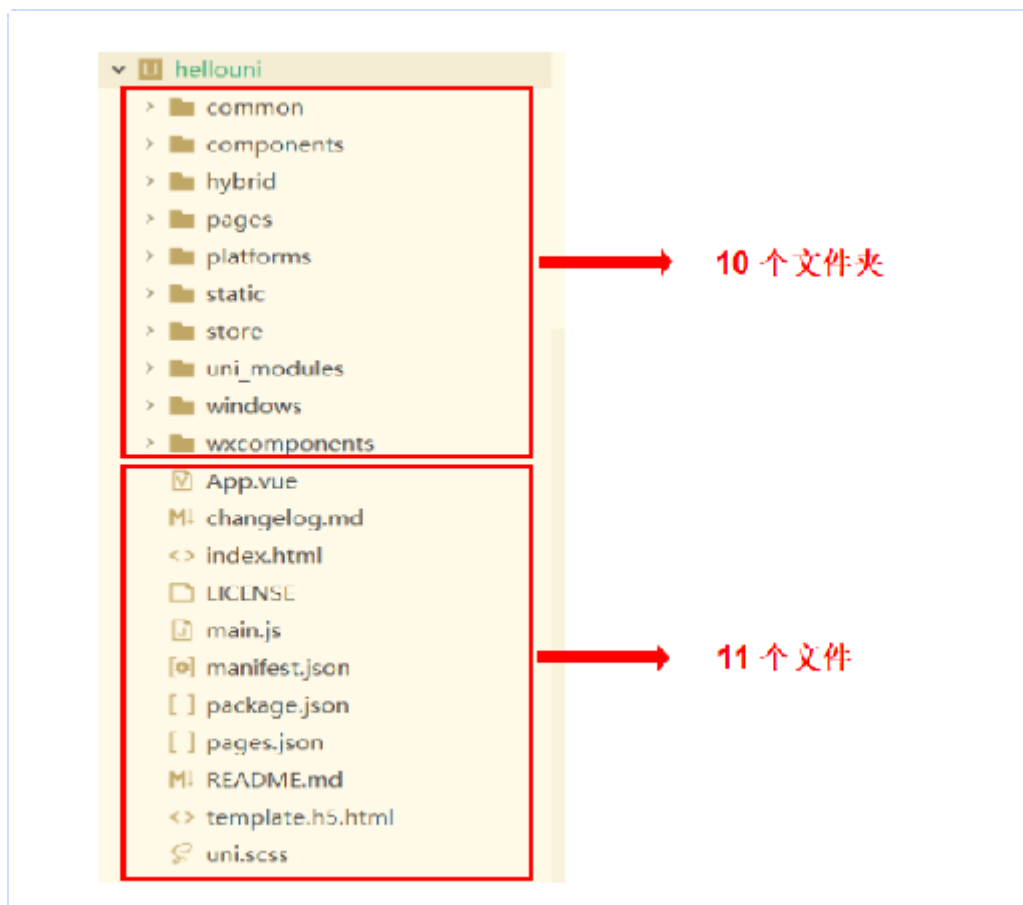 hellouni
common
components
hybrid
pages
platforms
10 个文件夹
static
store
uni_modules
windows
wxcomponents
App.vue
changelog.md
index.html
LICENSE
main.js
manifest.json
11 个文件
package.json
pages.json
README.md
template.h5.html
uni.scss